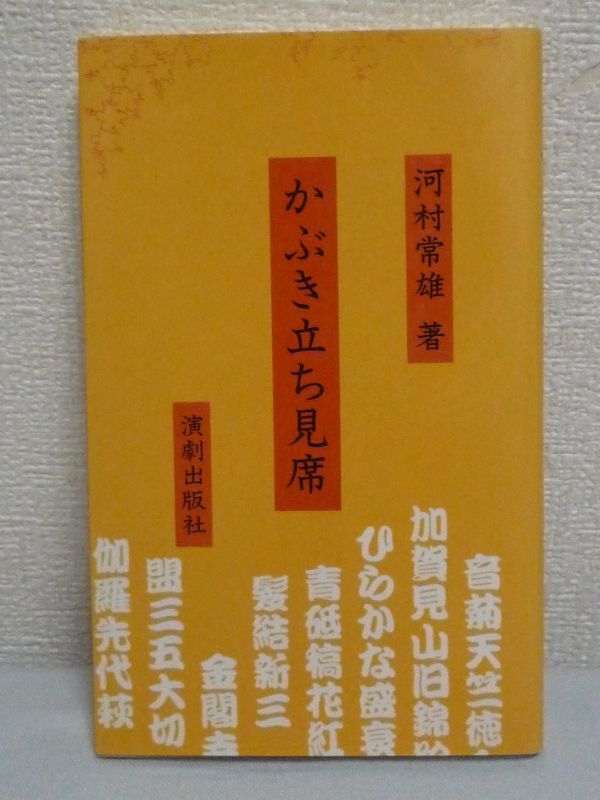 河村常雄 著
かぶき立ち見席
演劇出版社
音菊天竺徳
加賀見山旧錦
ひらかな盛衰
青砥稿花紅
髪結新三
金閣寺
盟三五大切
伽羅先代萩